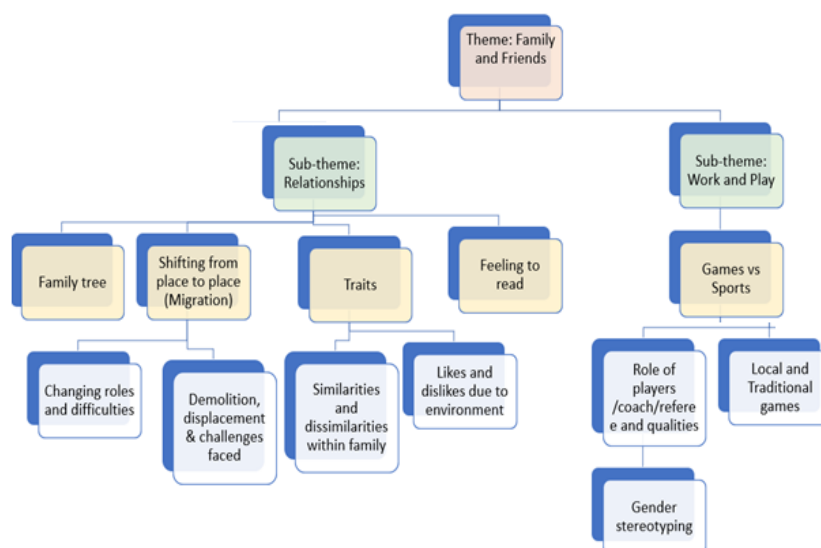 Theme: Family
and Friends
Sub-theme:
Relationships
Sub-theme:
Work and Play
Family tree
Shifting from
place to place
(Migration)
Traits
Feeling to
read
Games vs
Sports
Changing roles
and difficulties
Demolition,
displacement
& challenges
faced
Similarities
and
dissimilarities
within family
Likes and
dislikes due to
environment
Role of
players
/coach/refere
e and qualities
Local and
Traditional
games
Gender
stereotyping